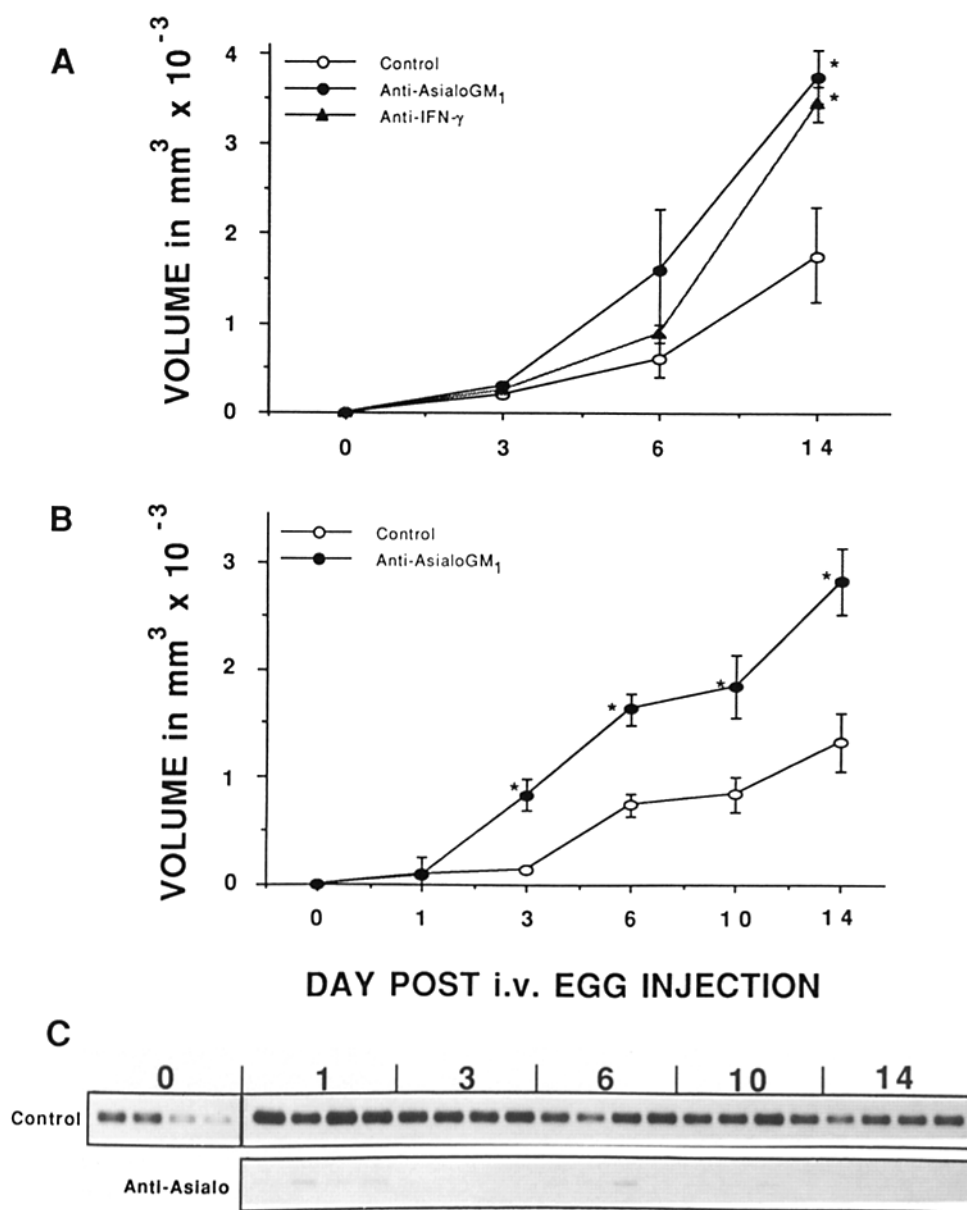 A
VOLUME in mm³ x 10⁻³
4
3
2
1
0
Control
Anti-AsialoGM₁
Anti-IFN-γ
*
*
0 3 6 14
B
VOLUME in mm³ x 10⁻³
3
2
1
0
Control
Anti-AsialoGM₁
*
*
*
*
0 1 3 6 10 14
DAY POST i.v. EGG INJECTION
C
0 1 3 6 10 14
Control
Anti-Asialo